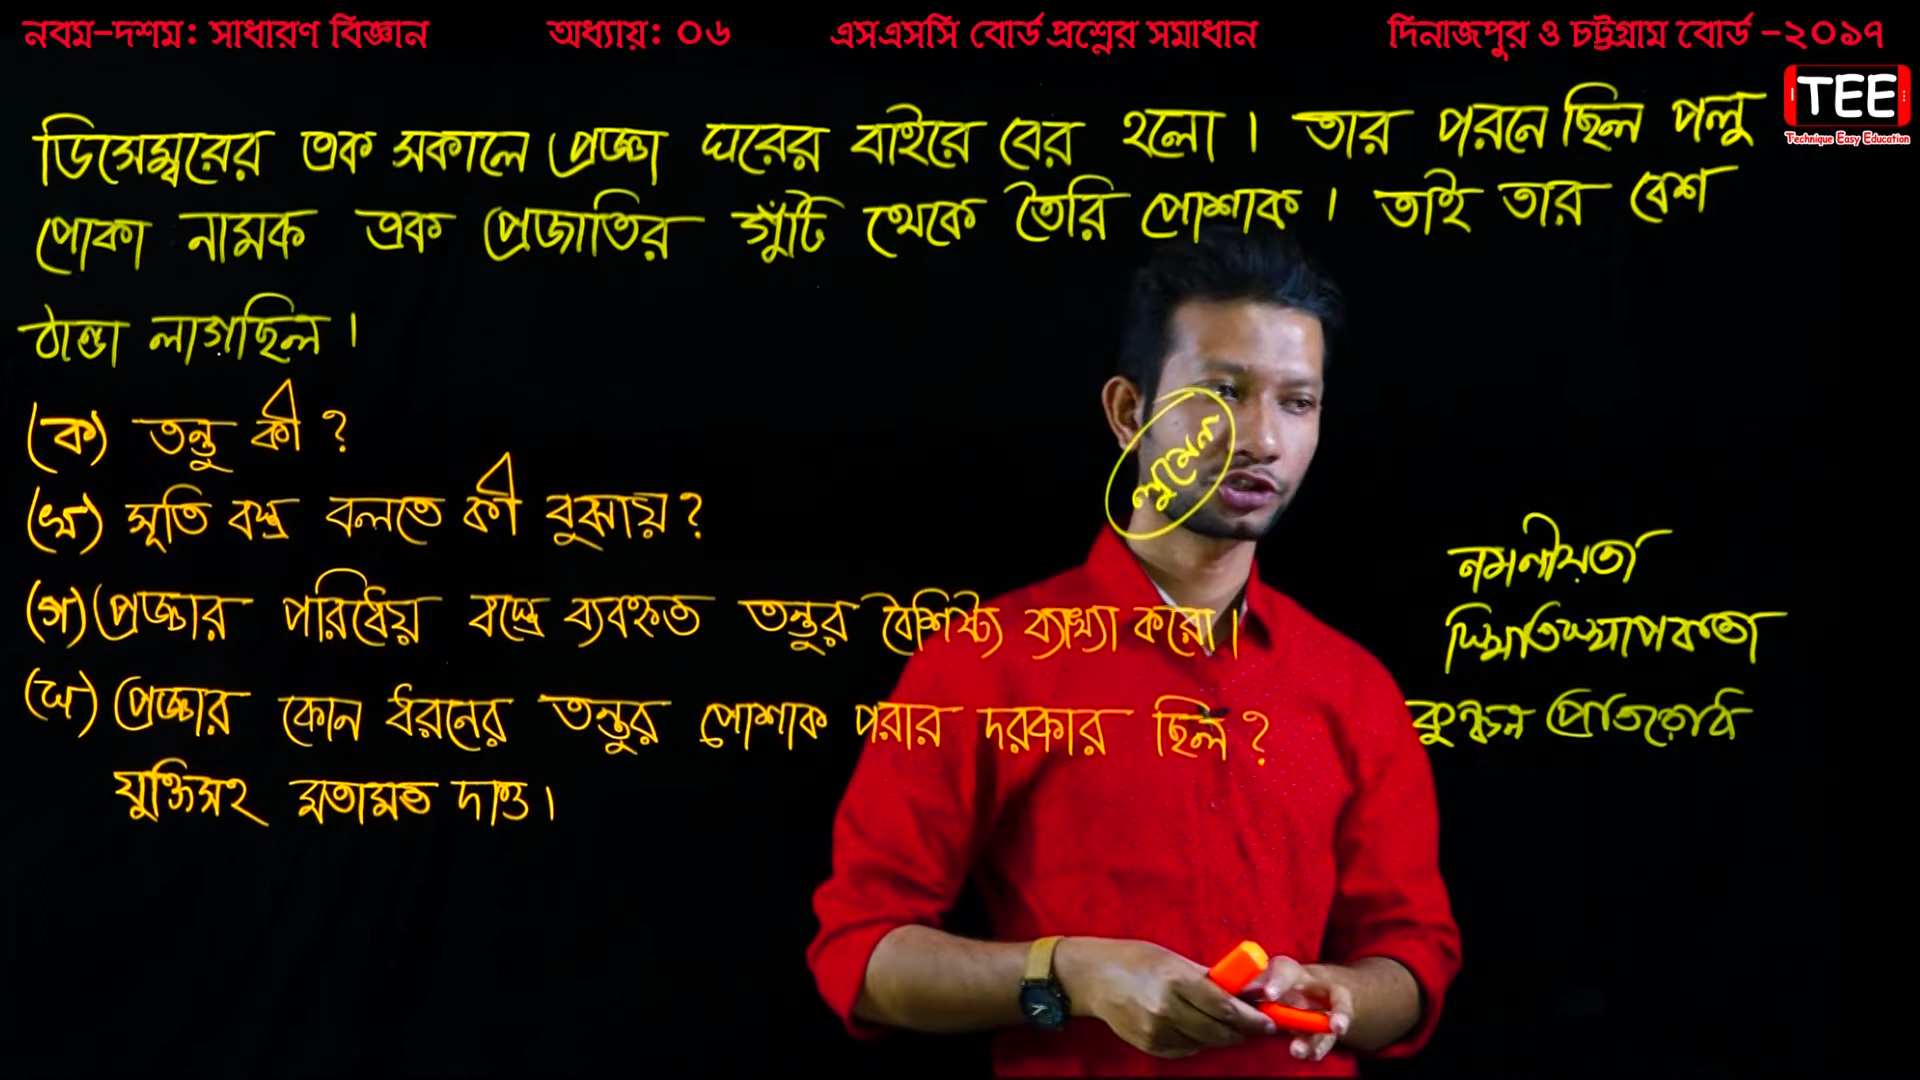 নবম-দশম: সাধারণ বিজ্ঞান
অধ্যায়: ০৬
এসএসসি বোর্ড প্রশ্নের সমাধান
দিনাজপুর ও চট্টগ্রাম বোর্ড -২০১৭
TEE
Technique Easy Education
ডিসেম্বরের এক সকালে প্রজ্ঞা ঘরের বাইরে বের হলো। তার পরনে ছিল পলু
পোকা নামক এক প্রজাতির গুঁটি থেকে তৈরি পোশাক। তাই তার বেশ
ঠান্ডা লাগছিল।
(ক) তন্তু কী?
(খ) সূতি বস্ত্র বলতে কী বুঝায়?
(গ) প্রজ্ঞার পরিধেয় বস্ত্রে ব্যবহৃত তন্তুর বৈশিষ্ট্য ব্যাখ্যা করো।
(ঘ) প্রজ্ঞার কোন ধরনের তন্তুর পোশাক পরার দরকার ছিল?
যুক্তিসহ মতামত দাও।
লুমেন
নমনীয়তা
স্থিতিস্থাপকতা
কুঞ্চন প্রতিরোধ